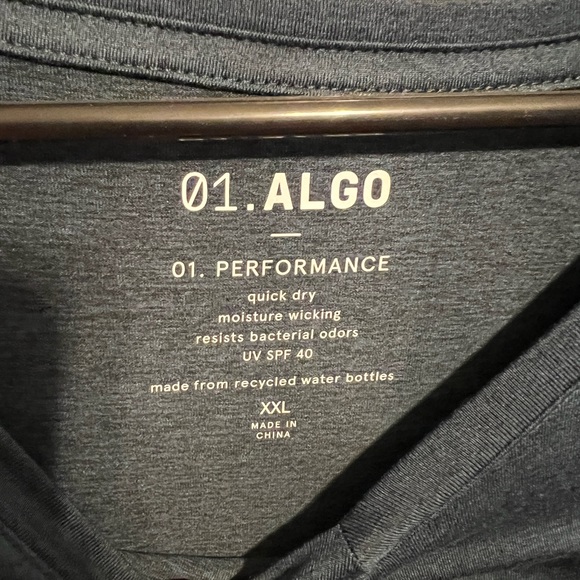 01.ALGO
01. PERFORMANCE
quick dry
moisture wicking
resists bacterial odors
UV SPF 40
made from recycled water bottles
XXL
MADE IN
CHINA